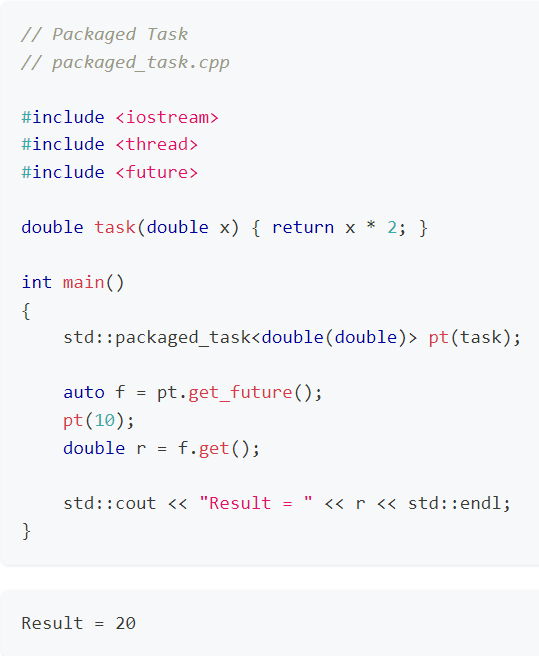 // Packaged Task
// packaged_task.cpp
#include <iostream>
#include <thread>
#include <future>
double task(double x) { return x * 2; }
int main()
{
    std::packaged_task<double(double)> pt(task);
    auto f = pt.get_future();
    pt(10);
    double r = f.get();
    std::cout << "Result = " << r << std::endl;
}
Result = 20